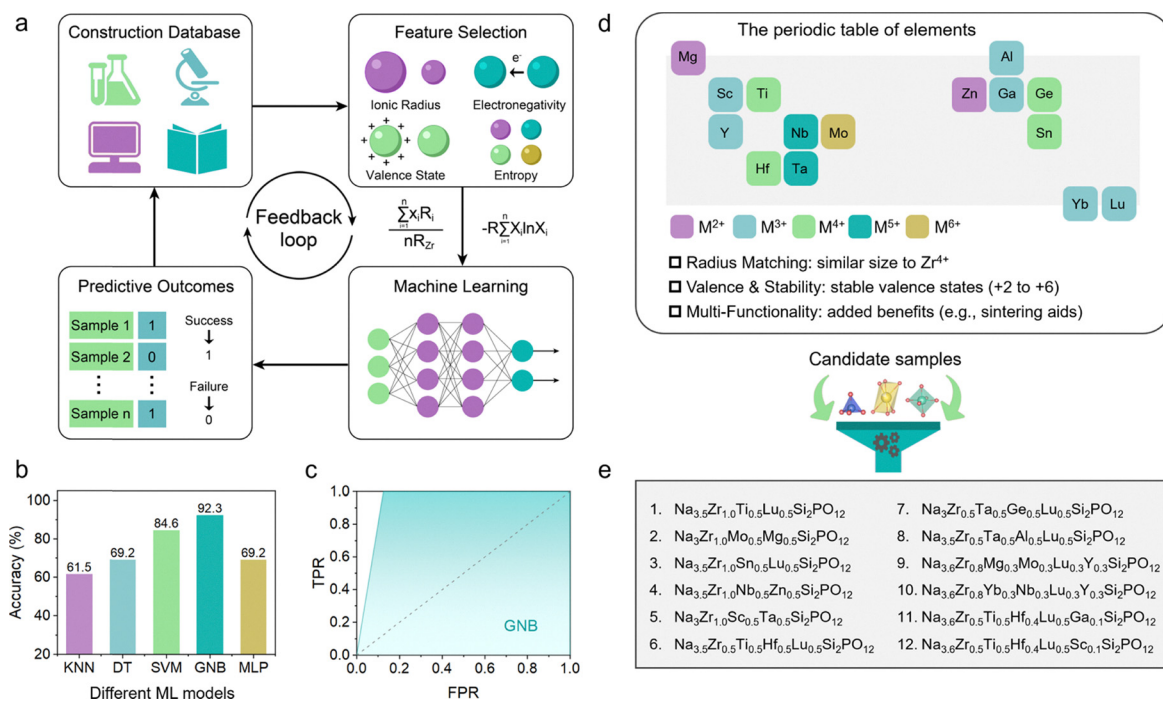 a
Construction Database
Feature Selection
Ionic Radius
e⁻
Electronegativity
+ + + + + + + +
Valence State
Entropy
Feedback
loop
∑ⁿᵢ₌₁xᵢRᵢ
nR_Zr
-R∑ⁿᵢ₌₁XᵢlnXᵢ
Predictive Outcomes
Sample 1 1
Sample 2 0
⋮ ⋮
Sample n 1
Success
1
Failure
0
Machine Learning
b
Accuracy (%)
100
80
60
40
20
61.5
69.2
84.6
92.3
69.2
KNN DT SVM GNB MLP
Different ML models
c
TPR
1.0
0.8
0.6
0.4
0.2
0.0
GNB
0.0 0.2 0.4 0.6 0.8 1.0
FPR
d
The periodic table of elements
Mg Al
Sc Ti Zn Ga Ge
Y Nb Mo Sn
Hf Ta
Yb Lu
M²⁺ M³⁺ M⁴⁺ M⁵⁺ M⁶⁺
Radius Matching: similar size to Zr⁴⁺
Valence & Stability: stable valence states (+2 to +6)
Multi-Functionality: added benefits (e.g., sintering aids)
Candidate samples
e
1. Na₃.₅Zr₁.₀Ti₀.₅Lu₀.₅Si₂PO₁₂
2. Na₃Zr₁.₀Mo₀.₅Mg₀.₅Si₂PO₁₂
3. Na₃.₅Zr₁.₀Sn₀.₅Lu₀.₅Si₂PO₁₂
4. Na₃.₅Zr₁.₀Nb₀.₅Zn₀.₅Si₂PO₁₂
5. Na₃Zr₁.₀Sc₀.₅Ta₀.₅Si₂PO₁₂
6. Na₃.₅Zr₀.₅Ti₀.₅Hf₀.₅Lu₀.₅Si₂PO₁₂
7. Na₃Zr₀.₅Ta₀.₅Ge₀.₅Lu₀.₅Si₂PO₁₂
8. Na₃.₅Zr₀.₅Ta₀.₅Al₀.₅Lu₀.₅Si₂PO₁₂
9. Na₃.₆Zr₀.₈Mg₀.₃Mo₀.₃Lu₀.₃Y₀.₃Si₂PO₁₂
10. Na₃.₆Zr₀.₈Yb₀.₃Nb₀.₃Lu₀.₃Y₀.₃Si₂PO₁₂
11. Na₃.₆Zr₀.₅Ti₀.₅Hf₀.₄Lu₀.₅Ga₀.₁Si₂PO₁₂
12. Na₃.₆Zr₀.₅Ti₀.₅Hf₀.₄Lu₀.₅Sc₀.₁Si₂PO₁₂